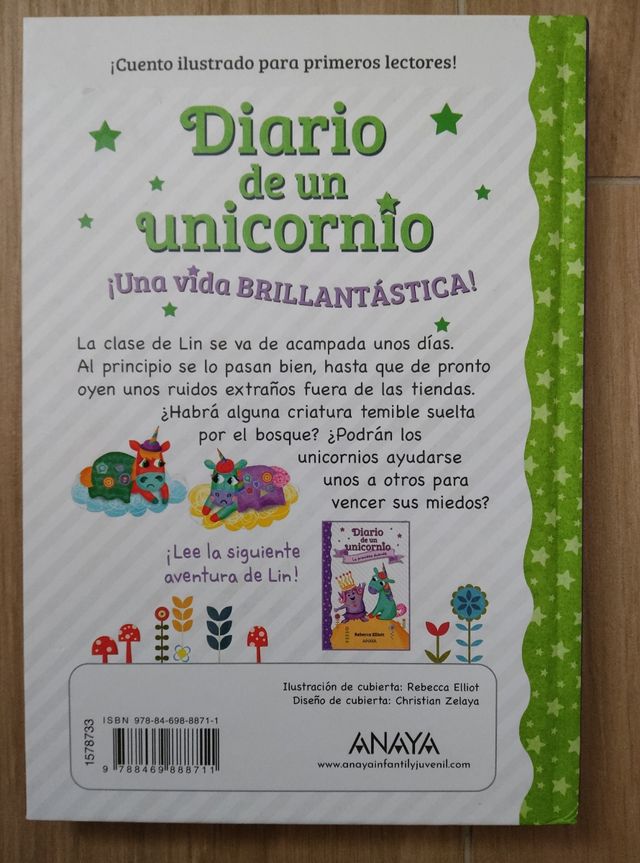 ¡Cuento ilustrado para primeros lectores!
Diario
de un
unicornio
¡Una vida BRILLANTÁSTICA!
La clase de Lin se va de acampada unos días.
Al principio se lo pasan bien, hasta que de pronto
oyen unos ruidos extraños fuera de las tiendas.
¿Habrá alguna criatura temible suelta
por el bosque? ¿Podrán los
unicornios ayudarse
unos a otros para
vencer sus miedos?
¡Lee la siguiente
aventura de Lin!
Diario
de un
unicornio
Rebecca Elliot
ANAYA
Ilustración de cubierta: Rebecca Elliot
Diseño de cubierta: Christian Zelaya
1578733
ISBN 978-84-698-8871-1
9 788469 888711
ANAYA
www.anayainfantilyjuvenil.com